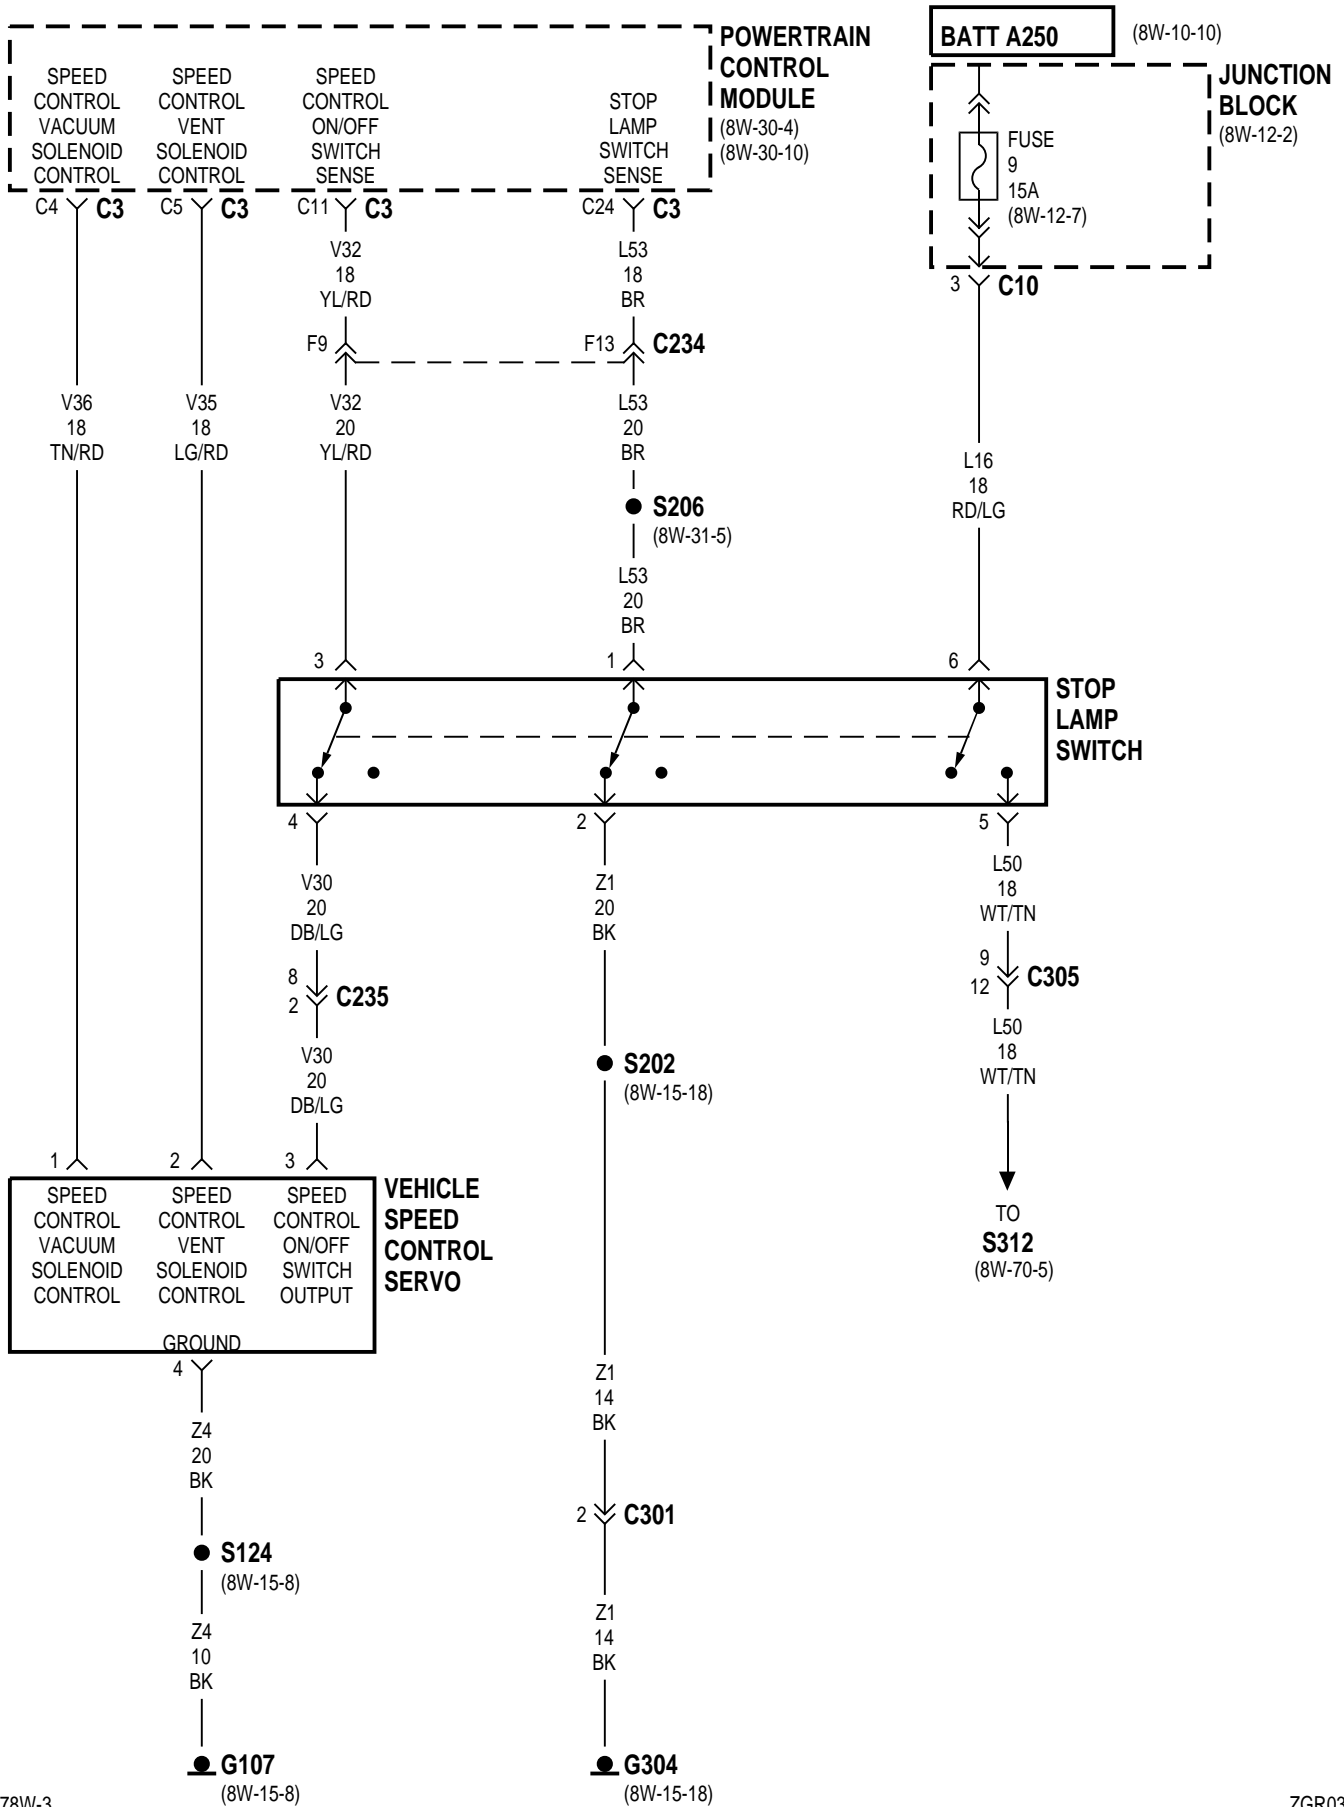 BATT A250
(8W-10-10)
POWERTRAIN
CONTROL
MODULE
(8W-30-4)
(8W-30-10)
JUNCTION
BLOCK
(8W-12-2)
SPEED
CONTROL
VACUUM
SOLENOID
CONTROL
SPEED
CONTROL
VENT
SOLENOID
CONTROL
SPEED
CONTROL
ON/OFF
SWITCH
SENSE
STOP
LAMP
SWITCH
SENSE
FUSE
9
15A
(8W-12-7)
C4 C3
C5 C3
C11 C3
C24 C3
V32
18
YL/RD
L53
18
BR
3 C10
F9
F13 C234
V36
18
TN/RD
V35
18
LG/RD
V32
20
YL/RD
L53
20
BR
L16
18
RD/LG
S206
(8W-31-5)
L53
20
BR
3
1
6
STOP
LAMP
SWITCH
4
2
5
V30
20
DB/LG
Z1
20
BK
L50
18
WT/TN
8
2
C235
9
12
C305
V30
20
DB/LG
L50
18
WT/TN
S202
(8W-15-18)
1
2
3
VEHICLE
SPEED
CONTROL
SERVO
SPEED
CONTROL
VACUUM
SOLENOID
CONTROL
SPEED
CONTROL
VENT
SOLENOID
CONTROL
SPEED
CONTROL
ON/OFF
SWITCH
OUTPUT
GROUND
TO
S312
(8W-70-5)
4
Z1
14
BK
Z4
20
BK
2 C301
S124
(8W-15-8)
Z1
14
BK
Z4
10
BK
G107
(8W-15-8)
G304
(8W-15-18)
78W-3
ZGR03